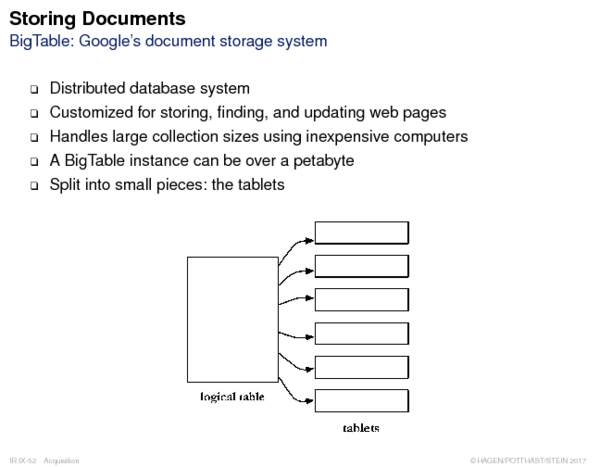 Storing Documents
BigTable: Google's document storage system
❑ Distributed database system
❑ Customized for storing, finding, and updating web pages
❑ Handles large collection sizes using inexpensive computers
❑ A BigTable instance can be over a petabyte
❑ Split into small pieces: the tablets
logical table
tablets
IR:IX-52 Acquisition
©HAGEN/POTTHAST/STEIN 2017